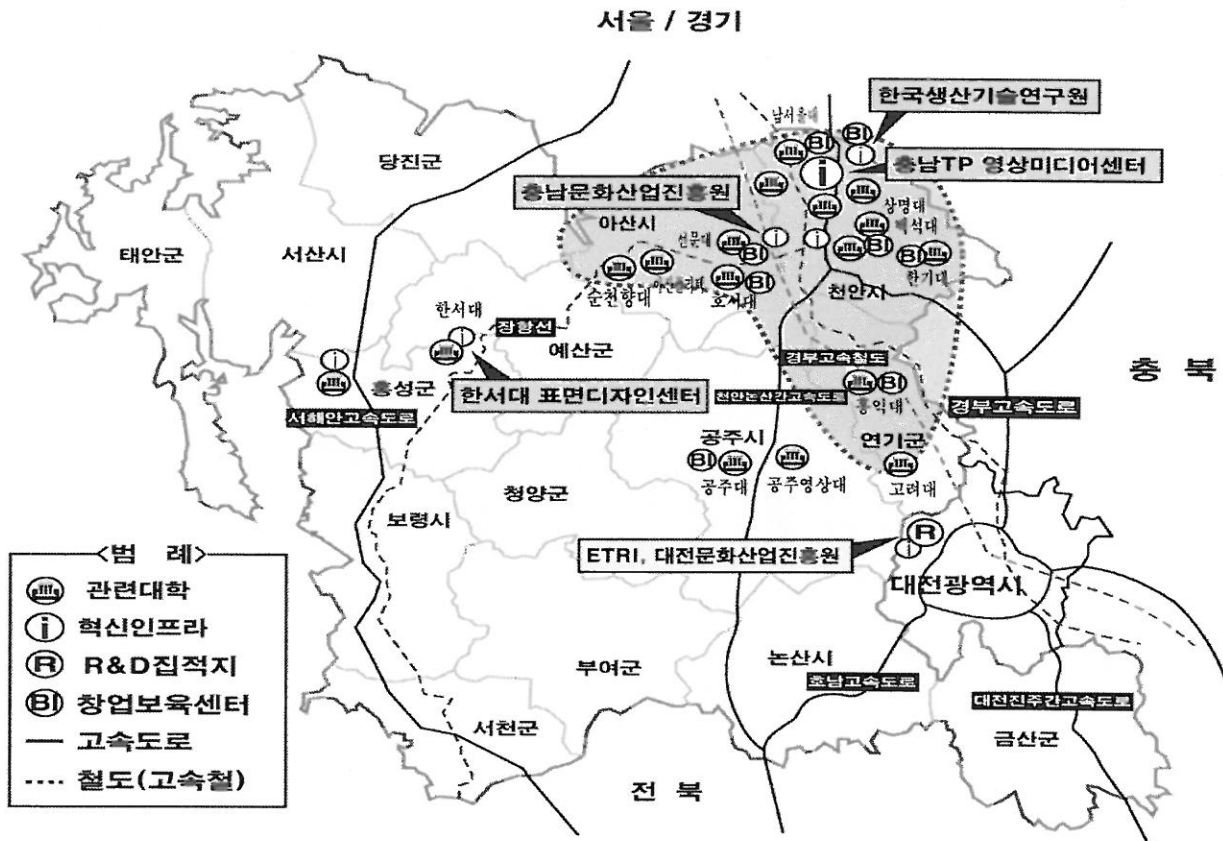 서울 / 경기
한국생산기술연구원
남서울대
BI
BI
i
당진군
i
충남TP 영상미디어센터
충남문화산업진흥원
아산시
상명대
백석대
선문대
i
i
BI
BI
BI
한기대
태안군
서산시
순천향대
호서대
BI
천안시
한서대
i
장항선
예산군
i
경부고속철도
충북
홍성군
한서대 표면디자인센터
천안논산간고속도로
BI
홍익대
경부고속도로
서해안고속도로
공주시
연기군
BI
공주대
공주영상대
고려대
청양군
보령시
R
i
ETRI, 대전문화산업진흥원
대전광역시
<범 례>
관련대학
i 혁신인프라
R R&D집적지
BI 창업보육센터
고속도로
철도(고속철)
부여군
논산시
호남고속도로
대전진주간고속도로
서천군
금산군
전북